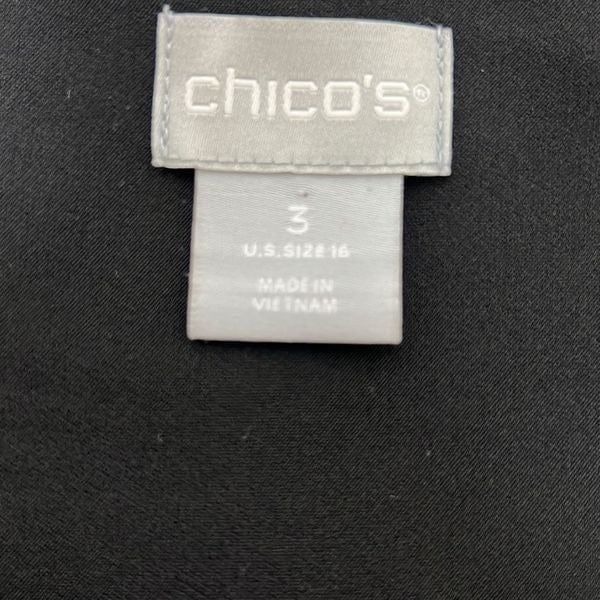 chico's®
3
U.S. SIZE 16
MADE IN
VIETNAM